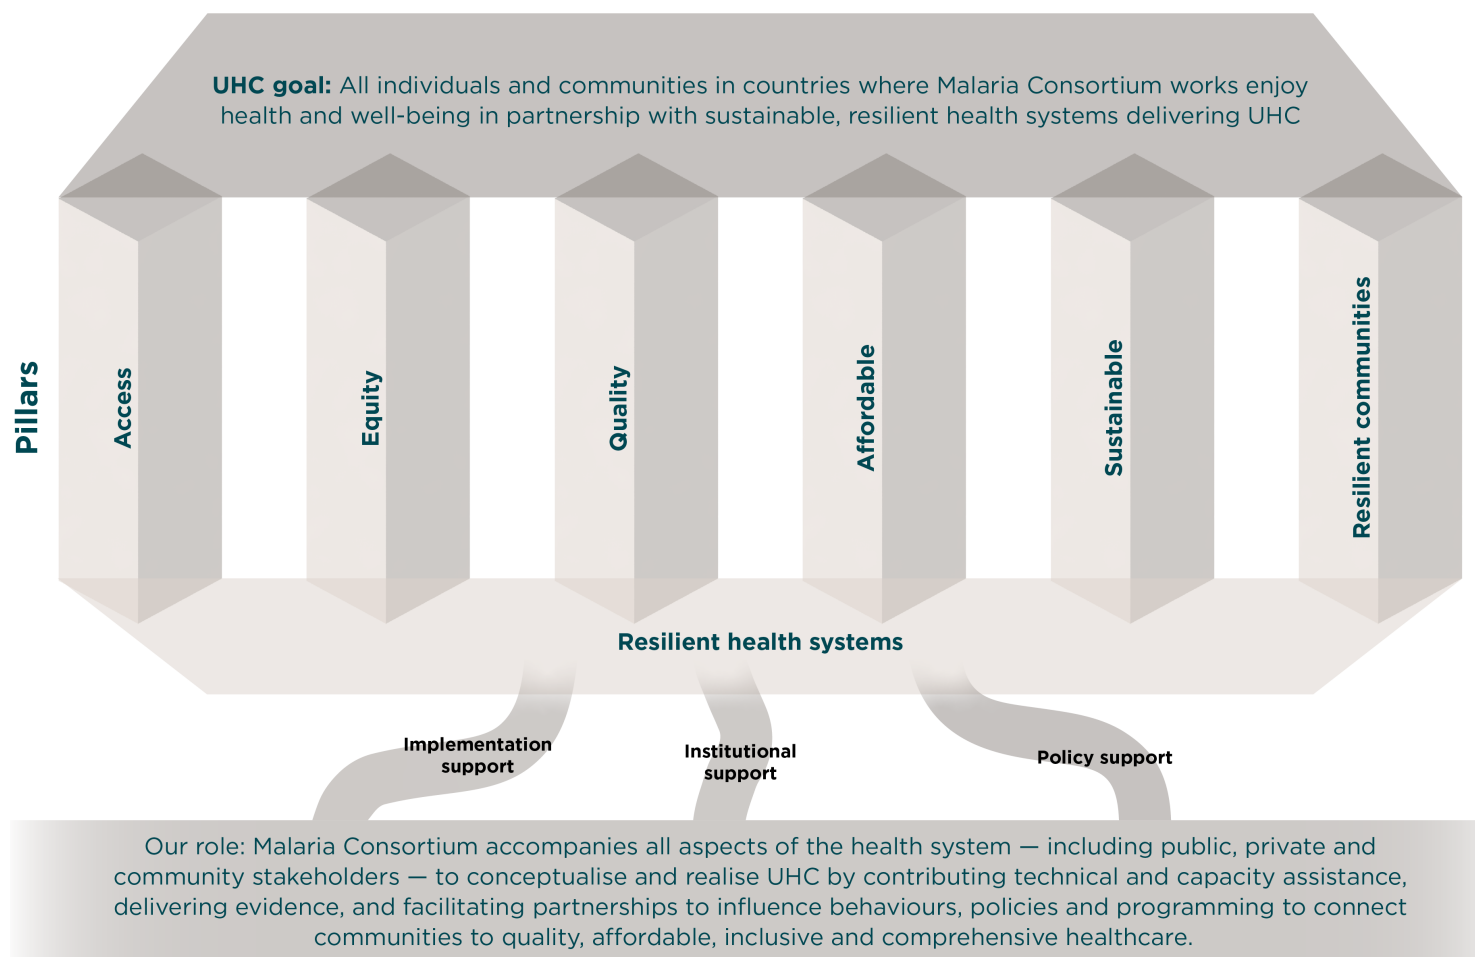 UHC goal: All individuals and communities in countries where Malaria Consortium works enjoy
health and well-being in partnership with sustainable, resilient health systems delivering UHC
Pillars
Access
Equity
Quality
Affordable
Sustainable
Resilient communities
Resilient health systems
Implementation
support
Institutional
support
Policy support
Our role: Malaria Consortium accompanies all aspects of the health system — including public, private and
community stakeholders — to conceptualise and realise UHC by contributing technical and capacity assistance,
delivering evidence, and facilitating partnerships to influence behaviours, policies and programming to connect
communities to quality, affordable, inclusive and comprehensive healthcare.